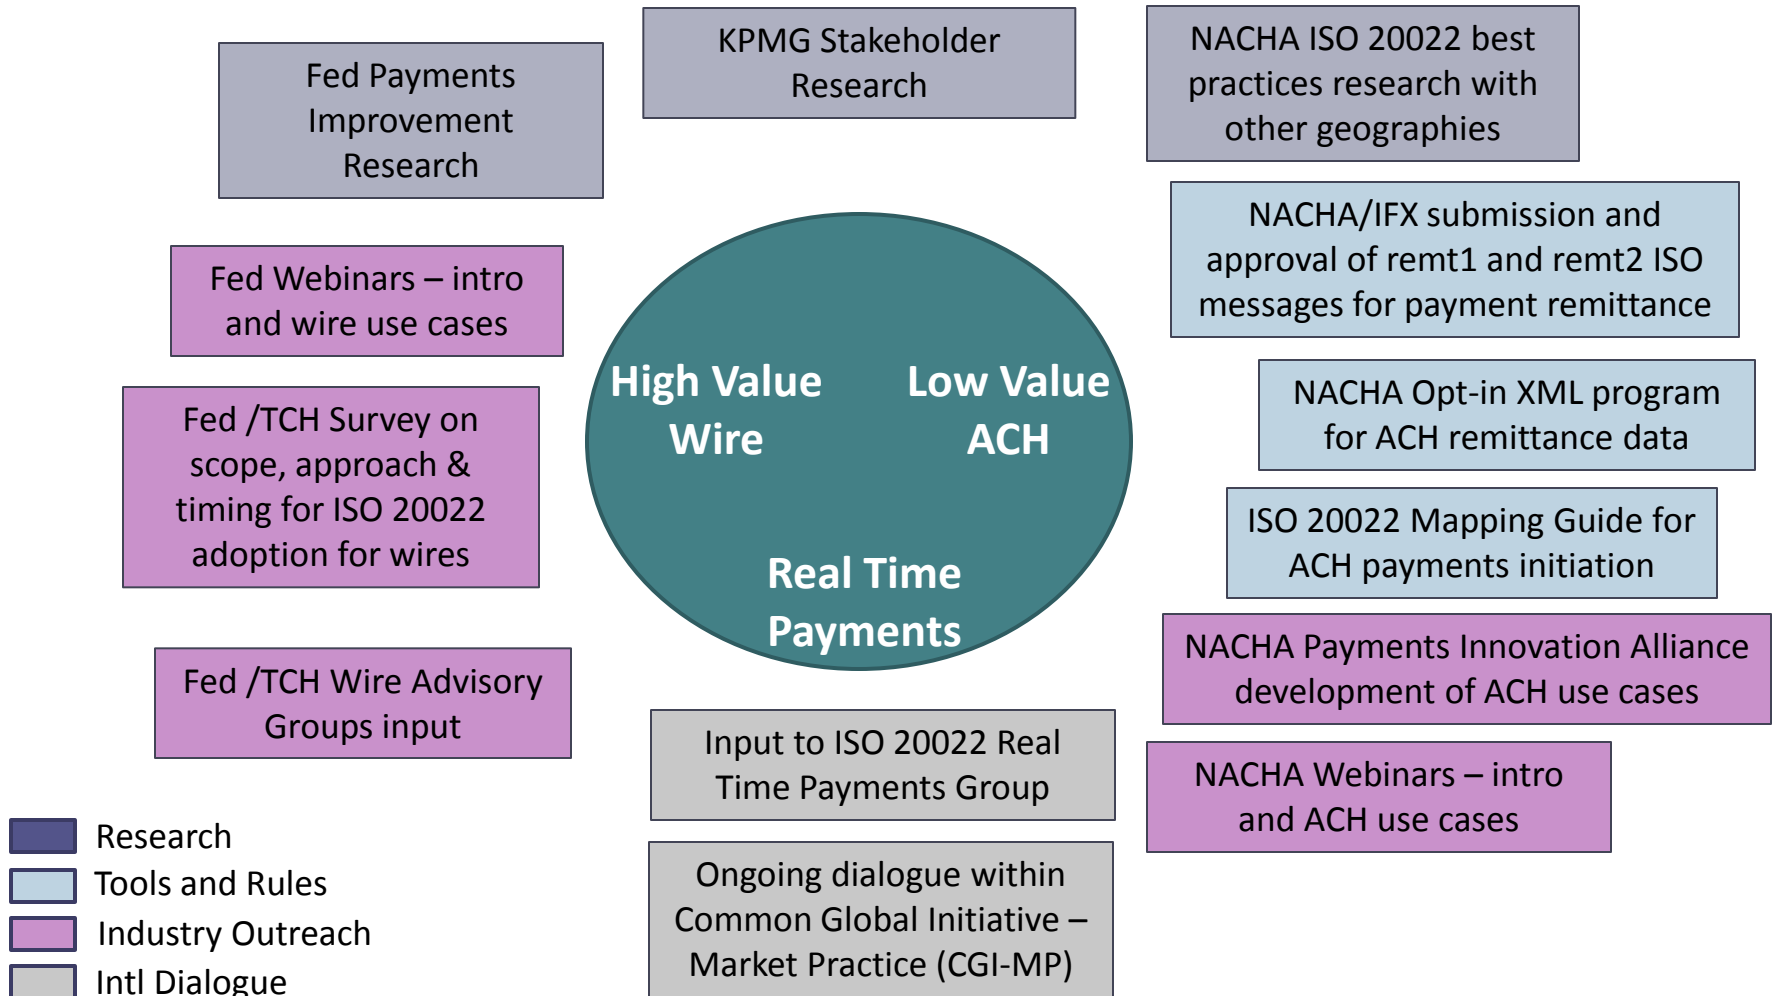 Fed Payments
Improvement
Research
KPMG Stakeholder
Research
NACHA ISO 20022 best
practices research with
other geographies
NACHA/IFX submission and
approval of remt1 and remt2 ISO
messages for payment remittance
Fed Webinars – intro
and wire use cases
High Value
Wire
Low Value
ACH
Real Time
Payments
NACHA Opt-in XML program
for ACH remittance data
Fed /TCH Survey on
scope, approach &
timing for ISO 20022
adoption for wires
ISO 20022 Mapping Guide for
ACH payments initiation
NACHA Payments Innovation Alliance
development of ACH use cases
Fed /TCH Wire Advisory
Groups input
Input to ISO 20022 Real
Time Payments Group
NACHA Webinars – intro
and ACH use cases
Ongoing dialogue within
Common Global Initiative –
Market Practice (CGI-MP)
Research
Tools and Rules
Industry Outreach
Intl Dialogue